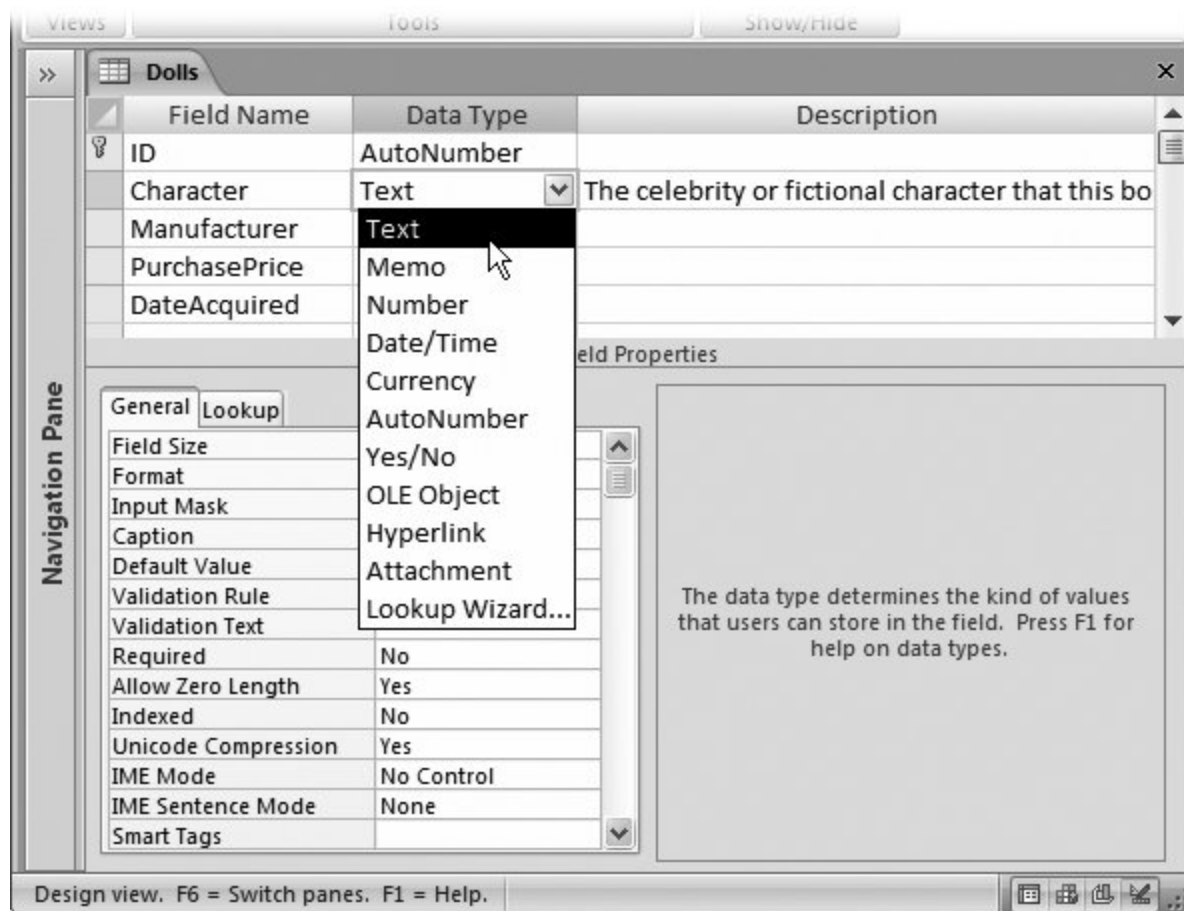 Views Tools Show/Hide
» Dolls
Field Name Data Type Description
ID AutoNumber
Character Text The celebrity or fictional character that this bo
Manufacturer Text
PurchasePrice Memo
DateAcquired Number
Date/Time
eld Properties
Currency
AutoNumber
Yes/No
OLE Object
Hyperlink
Attachment
Lookup Wizard...
Navigation Pane
General Lookup
Field Size
Format
Input Mask
Caption
Default Value
Validation Rule
Validation Text
Required No
Allow Zero Length Yes
Indexed No
Unicode Compression Yes
IME Mode No Control
IME Sentence Mode None
Smart Tags
The data type determines the kind of values
that users can store in the field. Press F1 for
help on data types.
Design view. F6 = Switch panes. F1 = Help.